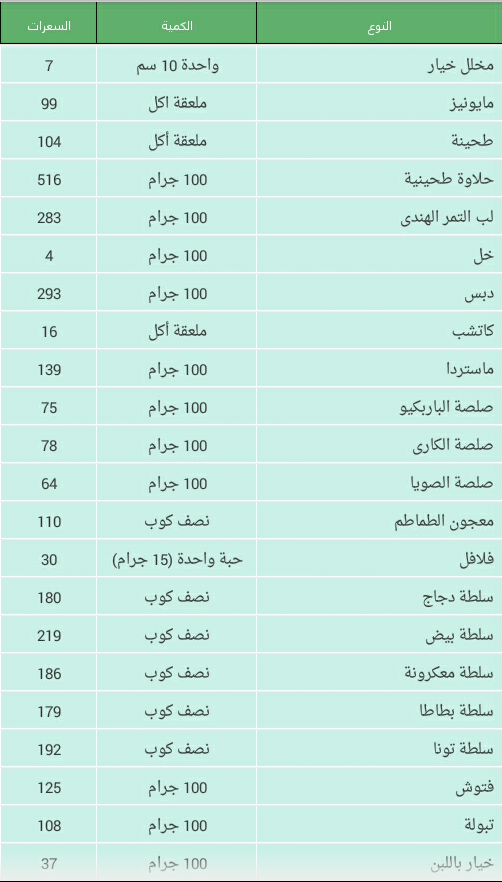 النوع الكمية السعرات
مخلل خيار واحدة 10 سم 7
مايونيز ملعقة اكل 99
طحينة ملعقة أكل 104
حلاوة طحينية 100 جرام 516
لب التمر الهندى 100 جرام 283
خل 100 جرام 4
دبس 100 جرام 293
كاتشب ملعقة أكل 16
ماستردا 100 جرام 139
صلصة الباربكيو 100 جرام 75
صلصة الكارى 100 جرام 78
صلصة الصويا 100 جرام 64
معجون الطماطم نصف كوب 110
فلافل حبة واحدة (15 جرام) 30
سلطة دجاج نصف كوب 180
سلطة بيض نصف كوب 219
سلطة معكرونة نصف كوب 186
سلطة بطاطا نصف كوب 179
سلطة تونا نصف كوب 192
فتوش 100 جرام 125
تبولة 100 جرام 108
خيار باللبن 100 جرام 37